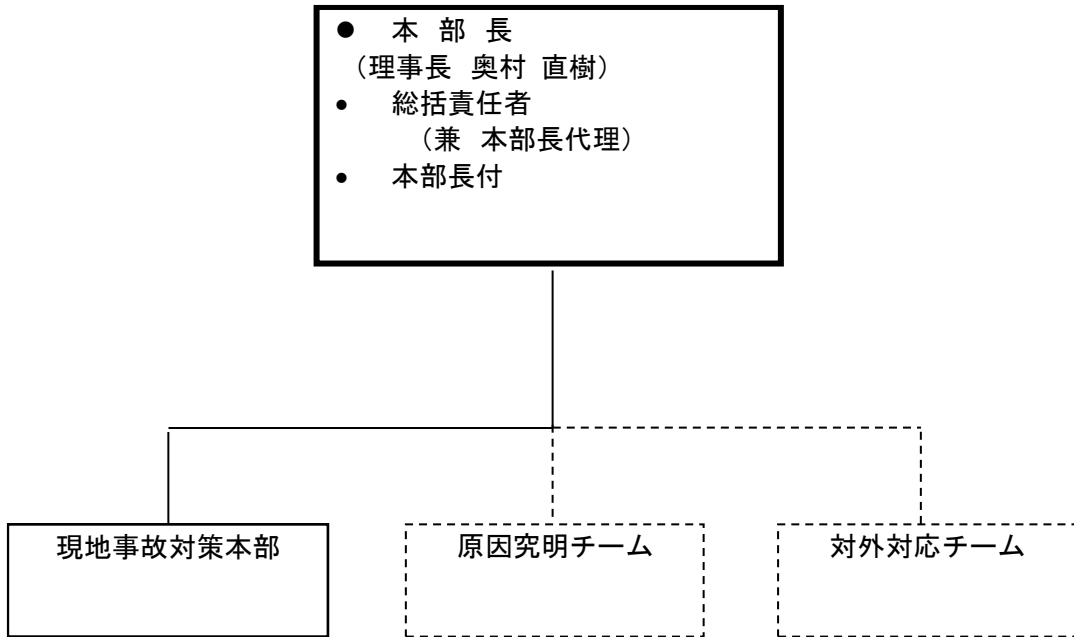 ● 本 部 長
（理事長 奥村 直樹）
• 総括責任者
（兼 本部長代理）
• 本部長付
現地事故対策本部
原因究明チーム
対外対応チーム